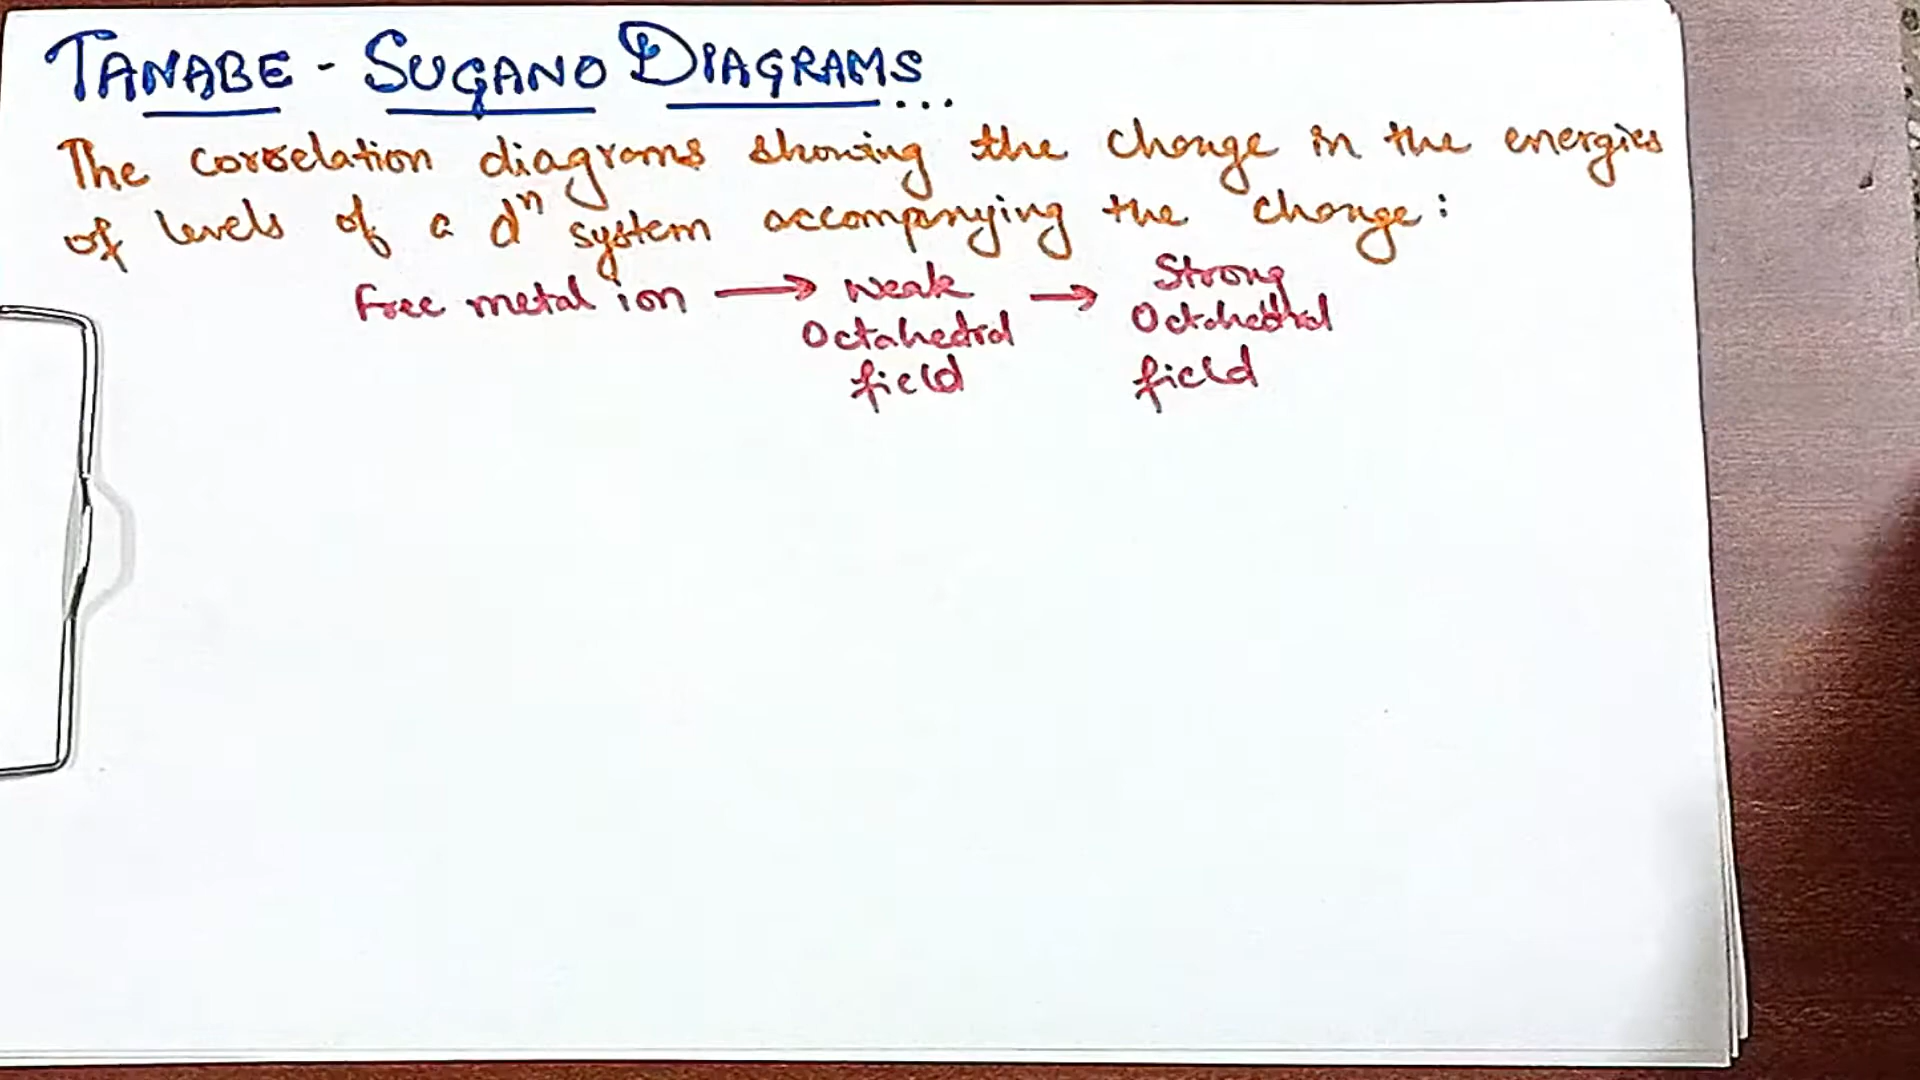 TANABE - SUGANO DIAGRAMS...
The correlation diagrams showing the change in the energies
of levels of a dⁿ system accompanying the change:
Free metal ion → Weak Octahedral field → Strong Octahedral field